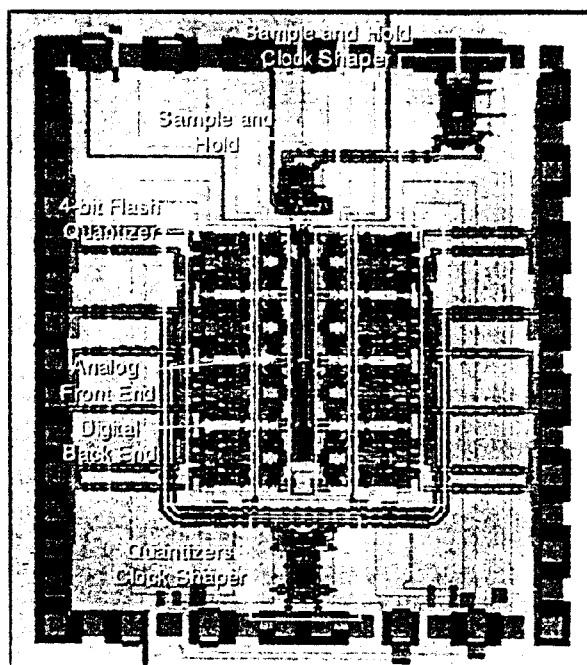 Sample and Hold
Clock Shaper
Sample and
Hold
4-bit Flash
Quantizer
Analog
Front End
Digital
Back End
Quantizers
Clock Shaper